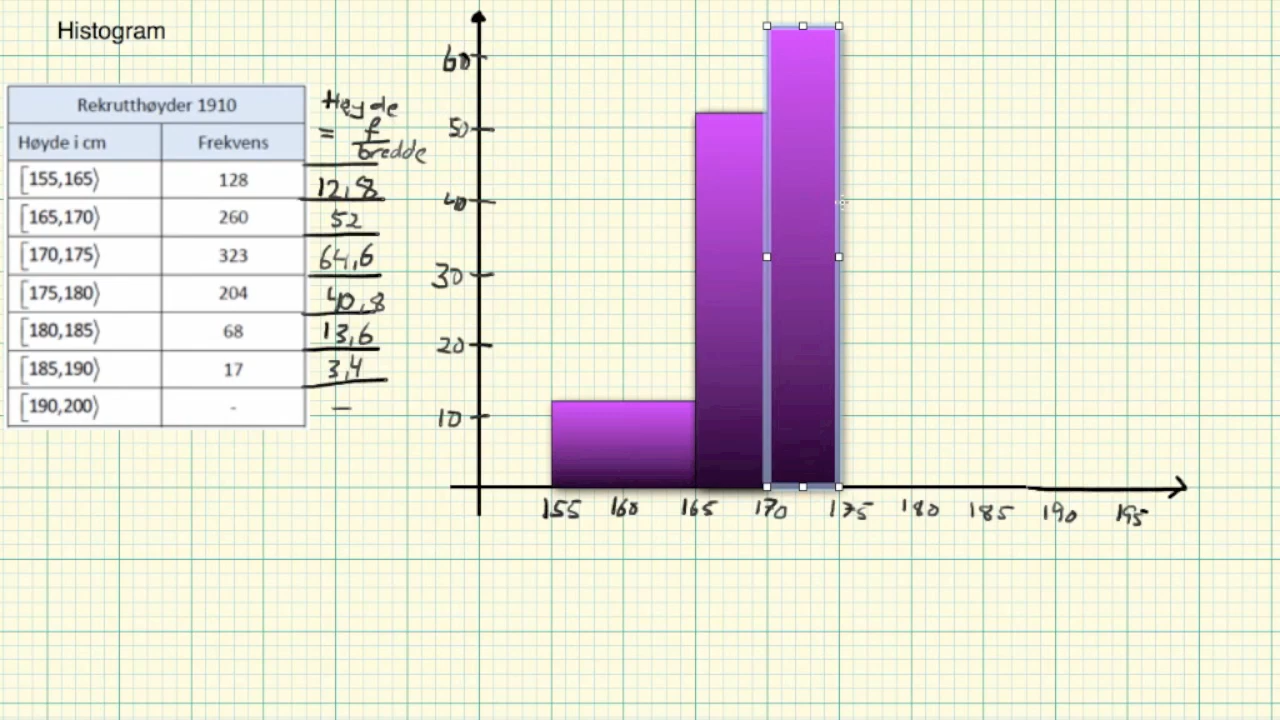 Histogram
Rekrutthøyder 1910
Høyde i cm Frekvens
[155,165⟩ 128
[165,170⟩ 260
[170,175⟩ 323
[175,180⟩ 204
[180,185⟩ 68
[185,190⟩ 17
[190,200⟩ -
Høyde
= f
bredde
12,8
52
64,6
40,8
13,6
3,4
—
60
50
40
30
20
10
155 160 165 170 175 180 185 190 195